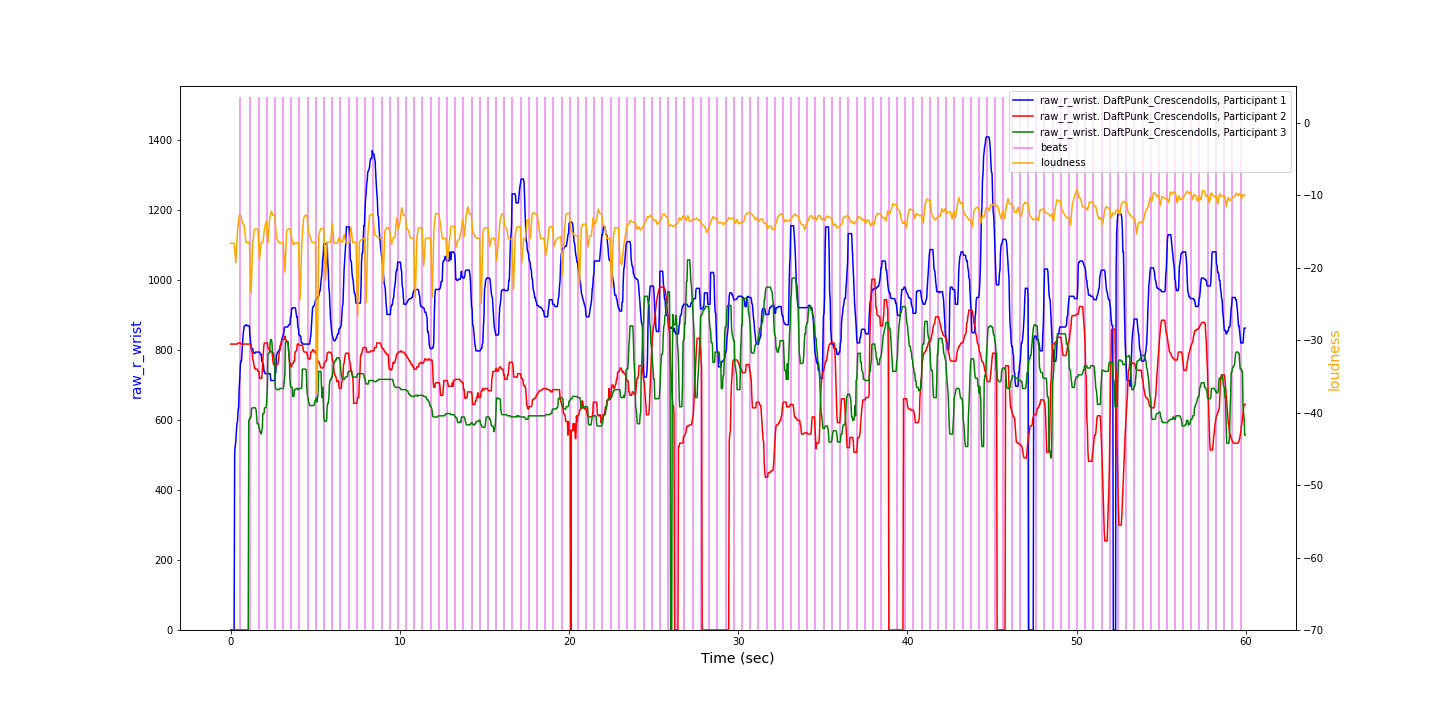 raw_r_wrist. DaftPunk_Crescendolls, Participant 1
raw_r_wrist. DaftPunk_Crescendolls, Participant 2
raw_r_wrist. DaftPunk_Crescendolls, Participant 3
beats
loudness
1400
1200
1000
800
600
400
200
0
raw_r_wrist
0
−10
−20
−30
−40
−50
−60
−70
loudness
0 10 20 30 40 50 60
Time (sec)